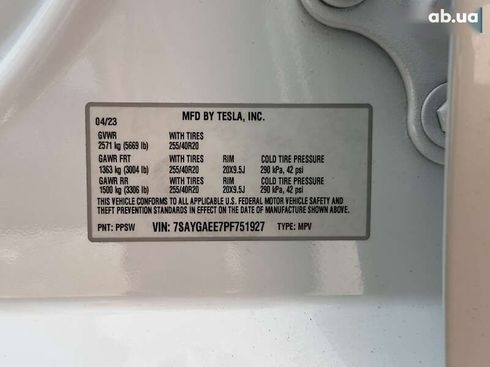 ab.ua
MFD BY TESLA, INC.
04/23
GVWR WITH TIRES
2571 kg (5669 lb) 255/40R20
GAWR FRT WITH TIRES RIM COLD TIRE PRESSURE
1363 kg (3004 lb) 255/40R20 20X9.5J 290 kPa, 42 psi
GAWR RR WITH TIRES RIM COLD TIRE PRESSURE
1500 kg (3306 lb) 255/40R20 20X9.5J 290 kPa, 42 psi
THIS VEHICLE CONFORMS TO ALL APPLICABLE U.S. FEDERAL MOTOR VEHICLE SAFETY AND
THEFT PREVENTION STANDARDS IN EFFECT ON THE DATE OF MANUFACTURE SHOWN ABOVE.
PNT: PPSW VIN: 7SAYGAEE7PF751927 TYPE: MPV